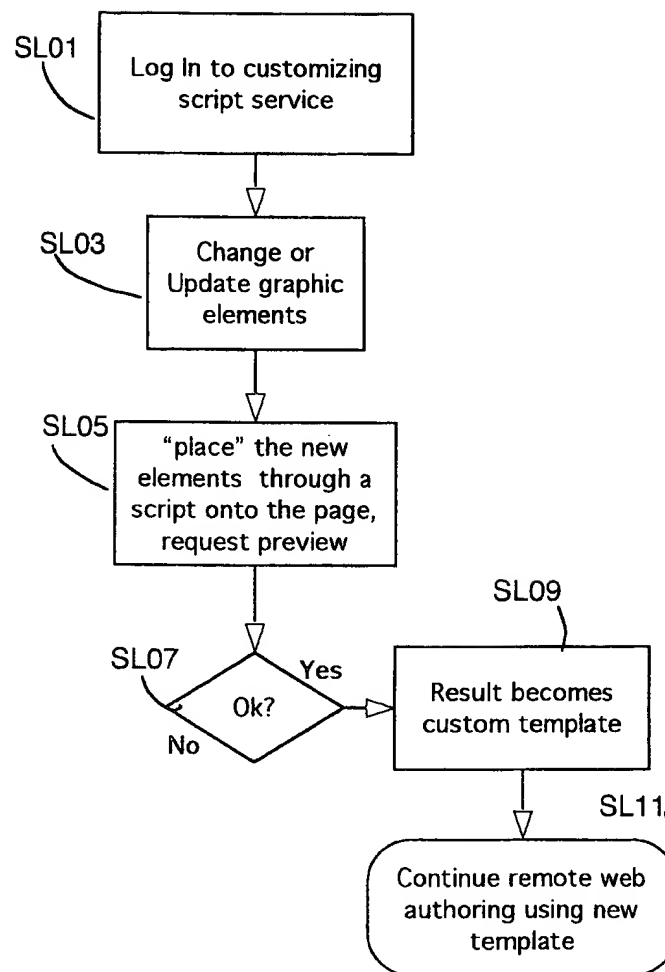 SL01
Log In to customizing
script service
SL03
Change or
Update graphic
elements
SL05
“place” the new
elements through a
script onto the page,
request preview
SL07
Ok?
Yes
No
SL09
Result becomes
custom template
SL11
Continue remote web
authoring using new
template